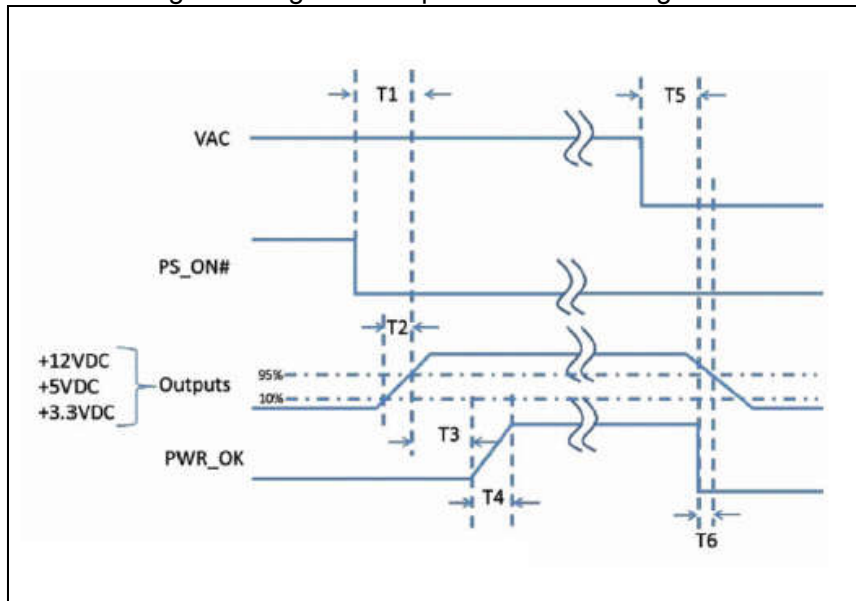 T1
T5
VAC
PS_ON#
T2
+12VDC
+5VDC
+3.3VDC
Outputs
95%
10%
T3
PWR_OK
T4
T6